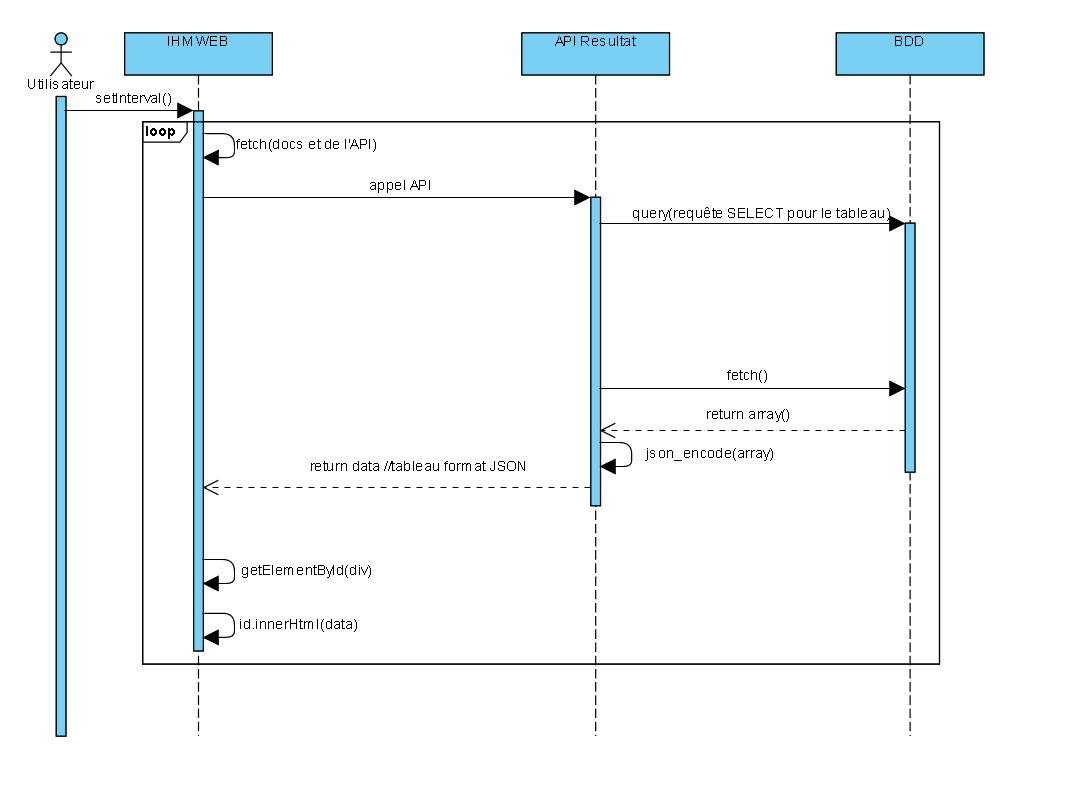 IHM WEB
API Resultat
BDD
Utilisateur
setInterval()
loop
fetch(docs et de l'API)
appel API
query(requête SELECT pour le tableau)
fetch()
return array()
json_encode(array)
return data //tableau format JSON
getElementById(div)
id.innerHtml(data)